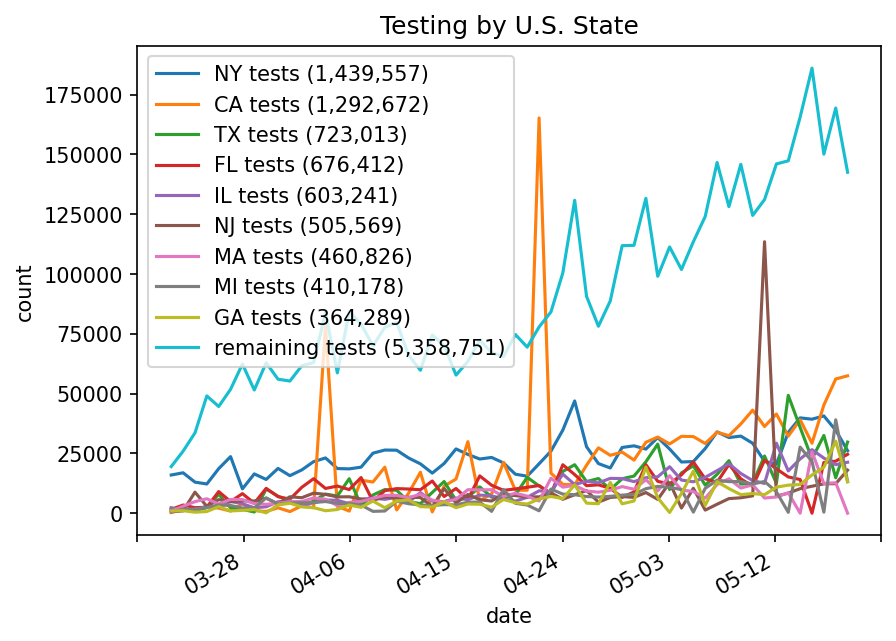 Testing by U.S. State
NY tests (1,439,557)
CA tests (1,292,672)
TX tests (723,013)
FL tests (676,412)
IL tests (603,241)
NJ tests (505,569)
MA tests (460,826)
MI tests (410,178)
GA tests (364,289)
remaining tests (5,358,751)
count
175000
150000
125000
100000
75000
50000
25000
0
03-28
04-06
04-15
04-24
05-03
05-12
date